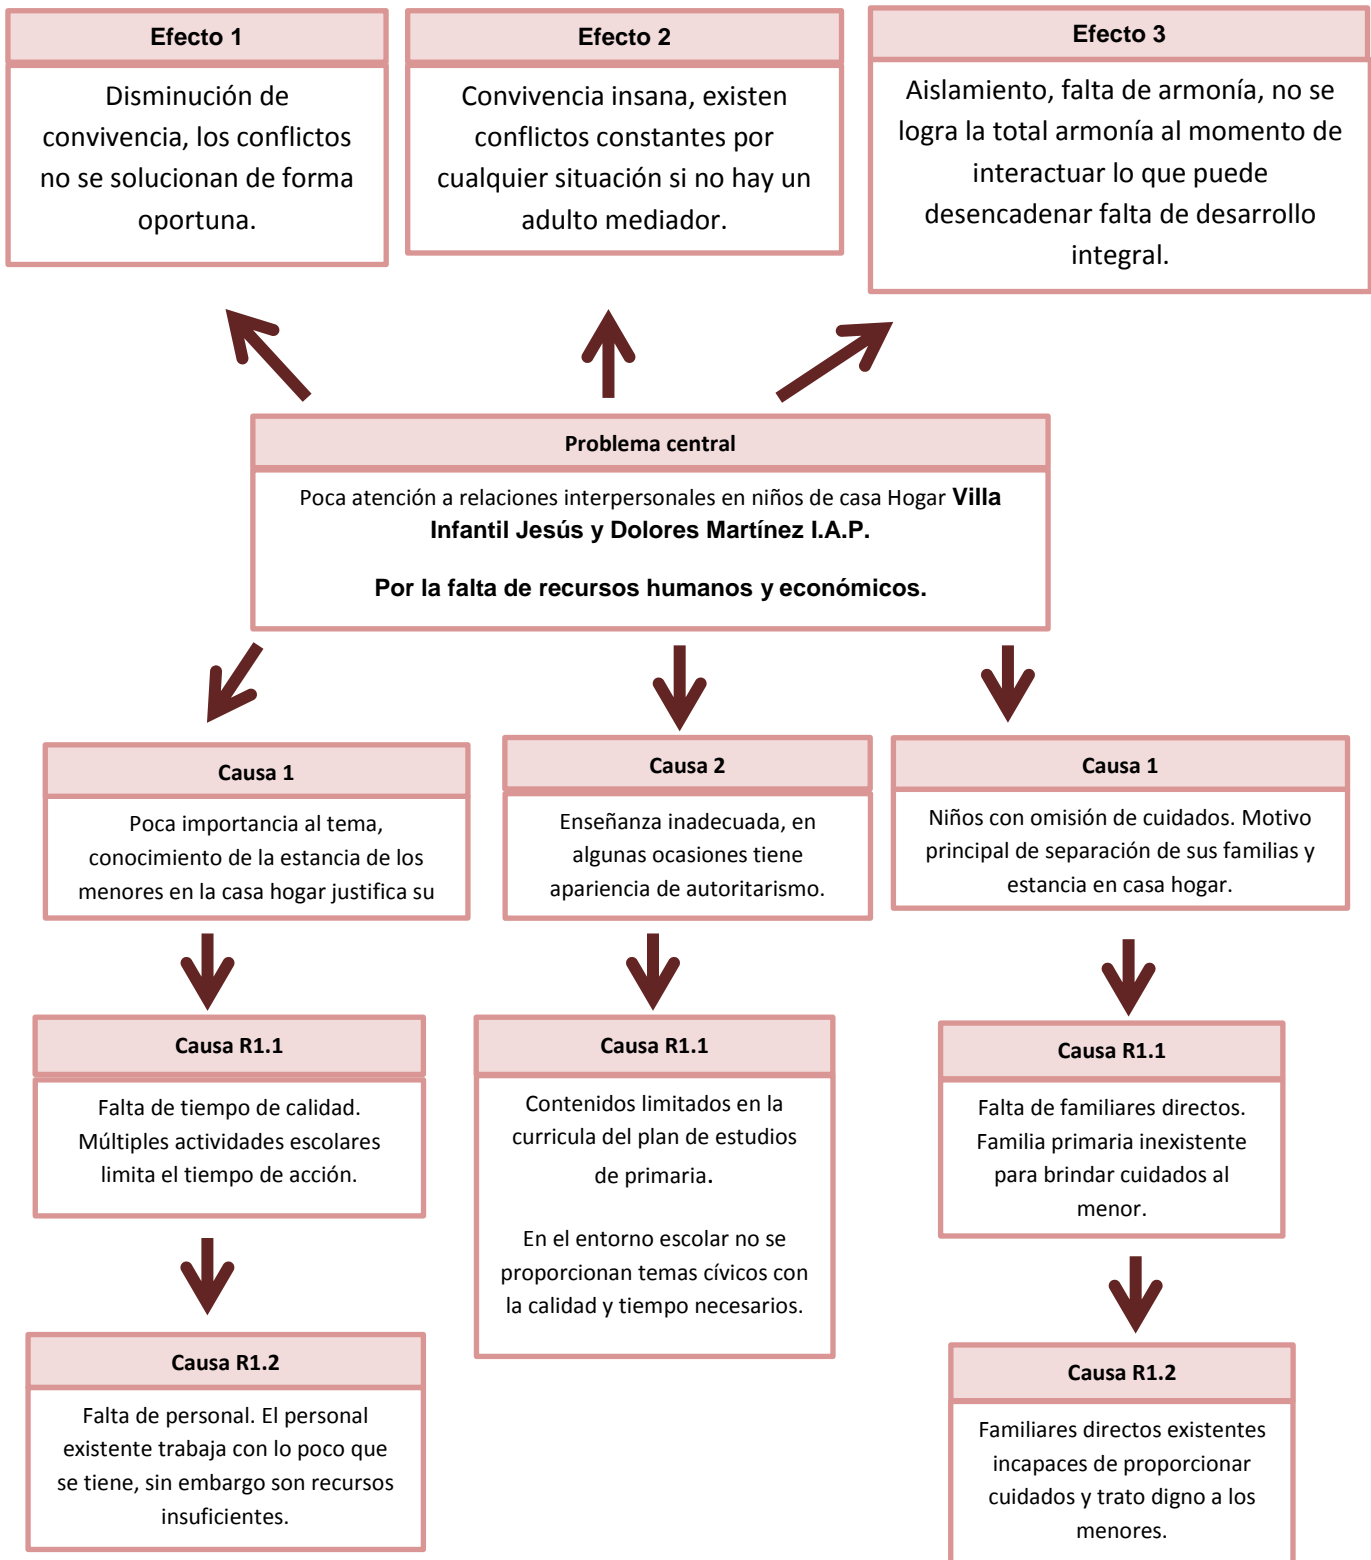 Efecto 1
Disminución de
convivencia, los conflictos
no se solucionan de forma
oportuna.
Efecto 2
Convivencia insana, existen
conflictos constantes por
cualquier situación si no hay un
adulto mediador.
Efecto 3
Aislamiento, falta de armonía, no se
logra la total armonía al momento de
interactuar lo que puede
desencadenar falta de desarrollo
integral.
Problema central
Poca atención a relaciones interpersonales en niños de casa Hogar Villa
Infantil Jesús y Dolores Martínez I.A.P.
Por la falta de recursos humanos y económicos.
Causa 1
Poca importancia al tema,
conocimiento de la estancia de los
menores en la casa hogar justifica su
Causa 2
Enseñanza inadecuada, en
algunas ocasiones tiene
apariencia de autoritarismo.
Causa 1
Niños con omisión de cuidados. Motivo
principal de separación de sus familias y
estancia en casa hogar.
Causa R1.1
Falta de tiempo de calidad.
Múltiples actividades escolares
limita el tiempo de acción.
Causa R1.1
Contenidos limitados en la
curricula del plan de estudios
de primaria.
En el entorno escolar no se
proporcionan temas cívicos con
la calidad y tiempo necesarios.
Causa R1.1
Falta de familiares directos.
Familia primaria inexistente
para brindar cuidados al
menor.
Causa R1.2
Falta de personal. El personal
existente trabaja con lo poco que
se tiene, sin embargo son recursos
insuficientes.
Causa R1.2
Familiares directos existentes
incapaces de proporcionar
cuidados y trato digno a los
menores.